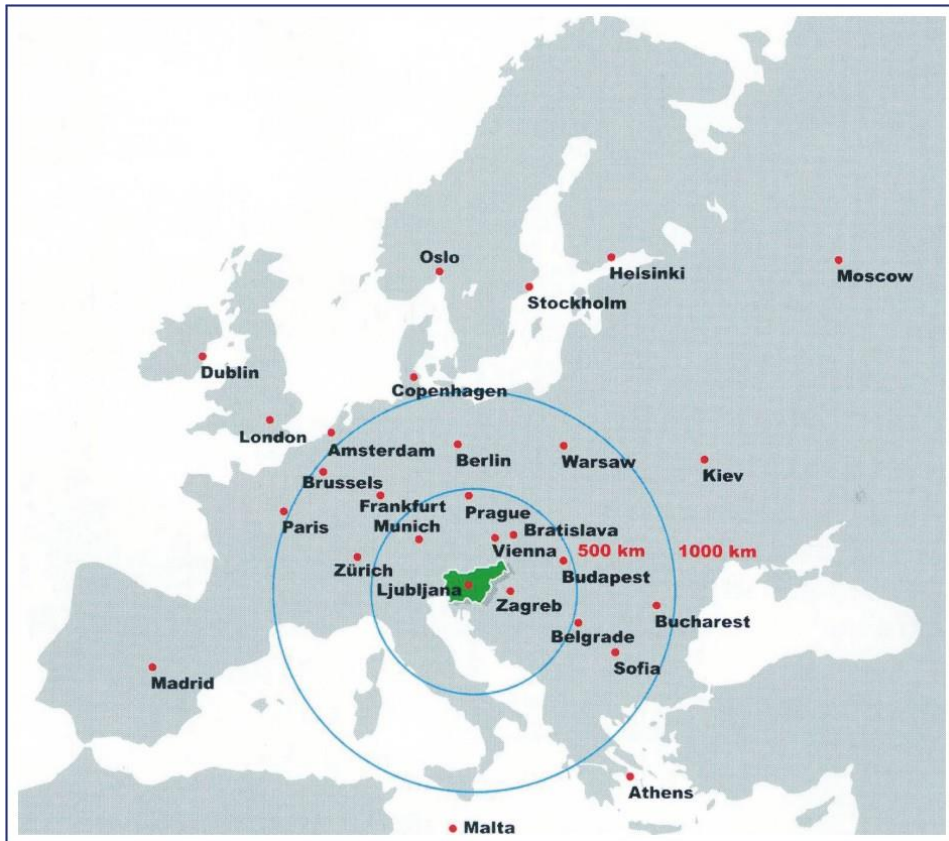 Oslo
Helsinki
Moscow
Stockholm
Dublin
Copenhagen
London
Amsterdam
Berlin
Warsaw
Kiev
Brussels
Frankfurt
Prague
Paris
Munich
Bratislava
Vienna
500 km
1000 km
Zürich
Budapest
Ljubljana
Zagreb
Bucharest
Belgrade
Sofia
Madrid
Athens
Malta